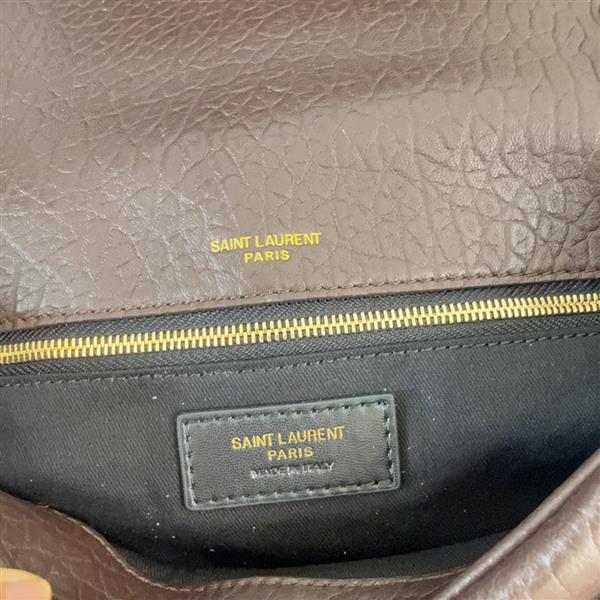 SAINT LAURENT
PARIS
SAINT LAURENT
PARIS
MADE IN ITALY